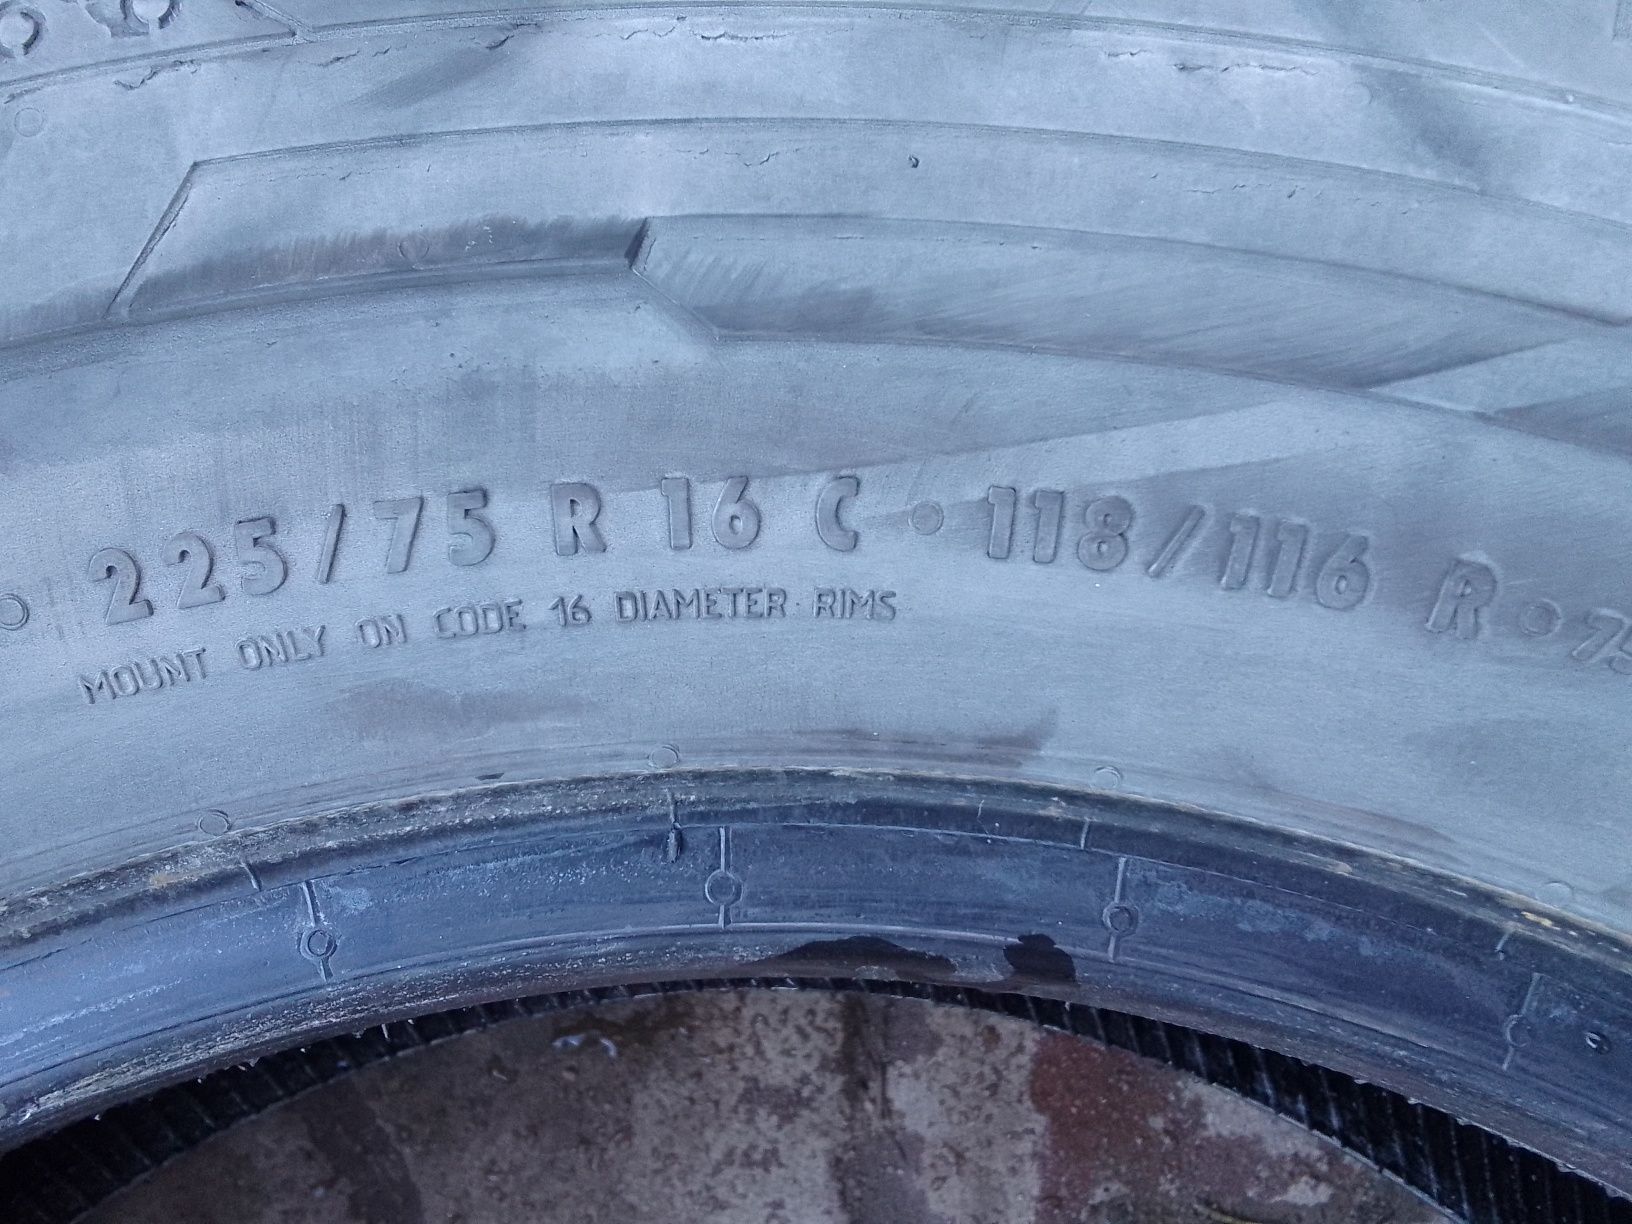 225/75 R 16 C · 118/116 R ·
MOUNT ONLY ON CODE 16 DIAMETER RIMS